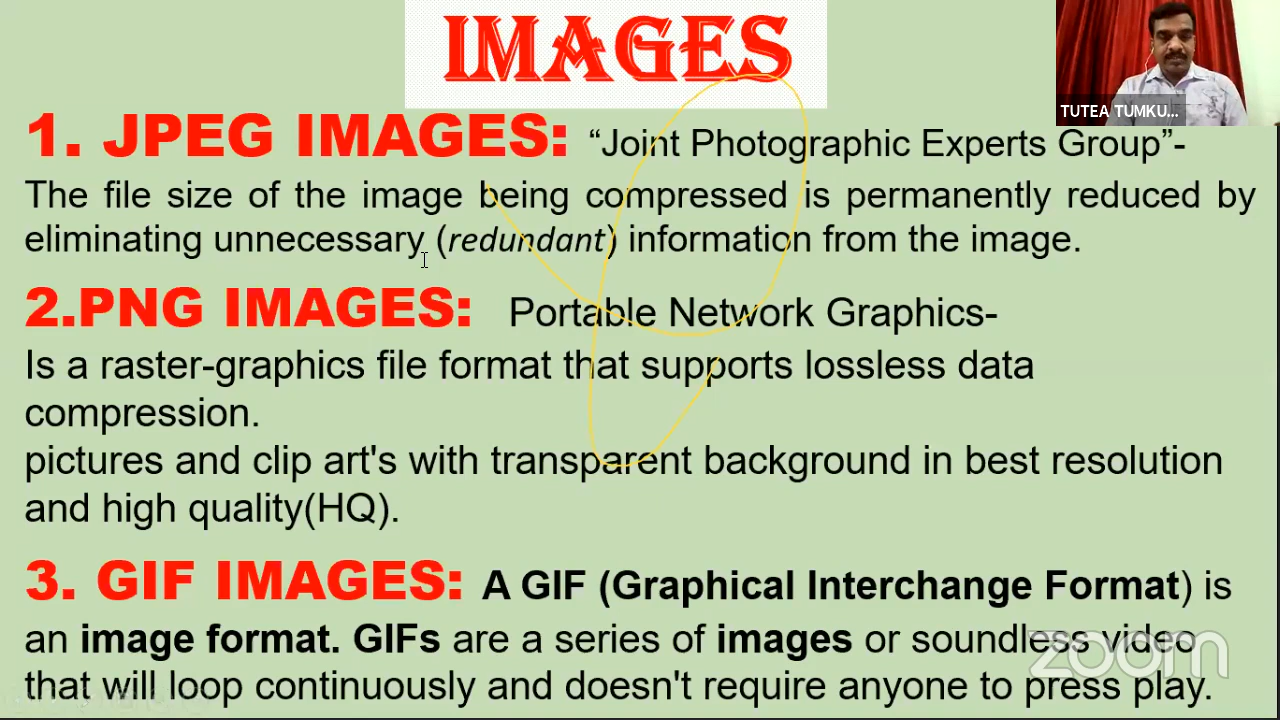 IMAGES
TUTEA TUMKU...
1. JPEG IMAGES: “Joint Photographic Experts Group”-
The file size of the image being compressed is permanently reduced by
eliminating unnecessary (redundant) information from the image.
2.PNG IMAGES: Portable Network Graphics-
Is a raster-graphics file format that supports lossless data
compression.
pictures and clip art's with transparent background in best resolution
and high quality(HQ).
3. GIF IMAGES: A GIF (Graphical Interchange Format) is
an image format. GIFs are a series of images or soundless video
that will loop continuously and doesn't require anyone to press play.
zoom